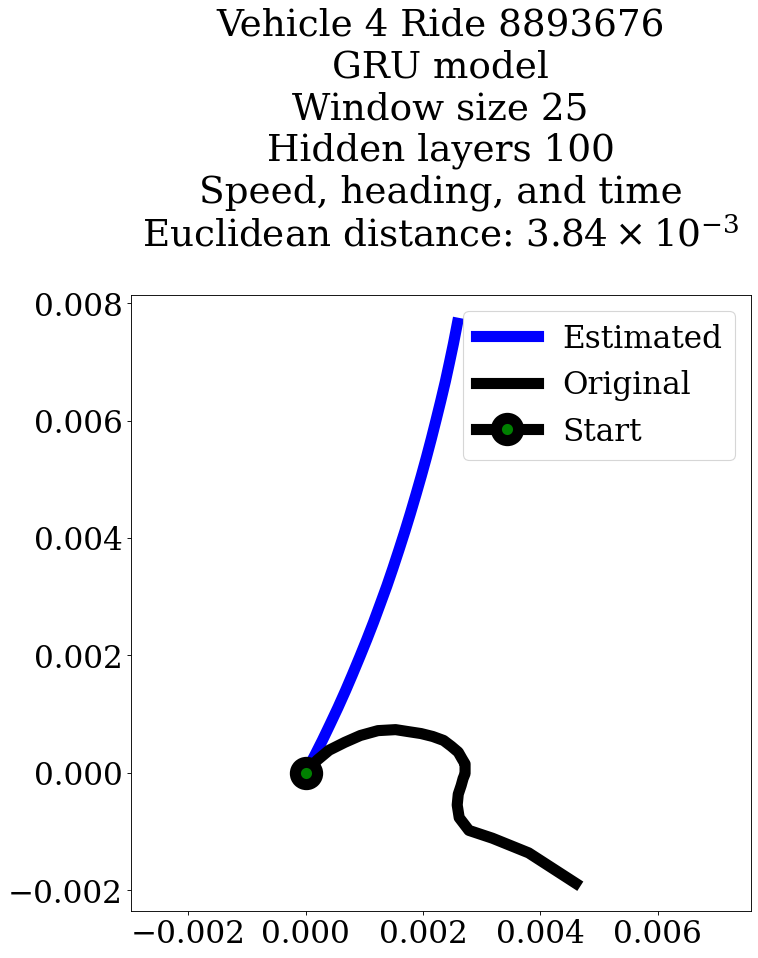 Vehicle 4 Ride 8893676
GRU model
Window size 25
Hidden layers 100
Speed, heading, and time
Euclidean distance: 3.84 × 10⁻³
0.008
0.006
0.004
0.002
0.000
−0.002
Estimated
Original
Start
−0.002 0.000 0.002 0.004 0.006